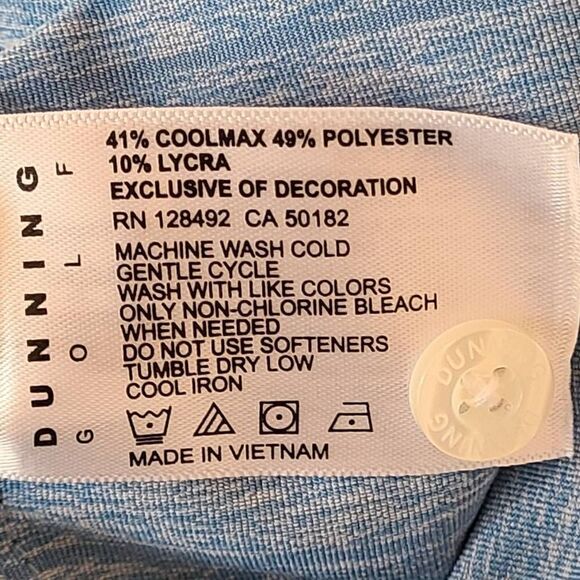 DUNNING
GOLF
41% COOLMAX 49% POLYESTER
10% LYCRA
EXCLUSIVE OF DECORATION
RN 128492 CA 50182
MACHINE WASH COLD
GENTLE CYCLE
WASH WITH LIKE COLORS
ONLY NON-CHLORINE BLEACH
WHEN NEEDED
DO NOT USE SOFTENERS
TUMBLE DRY LOW
COOL IRON
MADE IN VIETNAM
DUN
NG